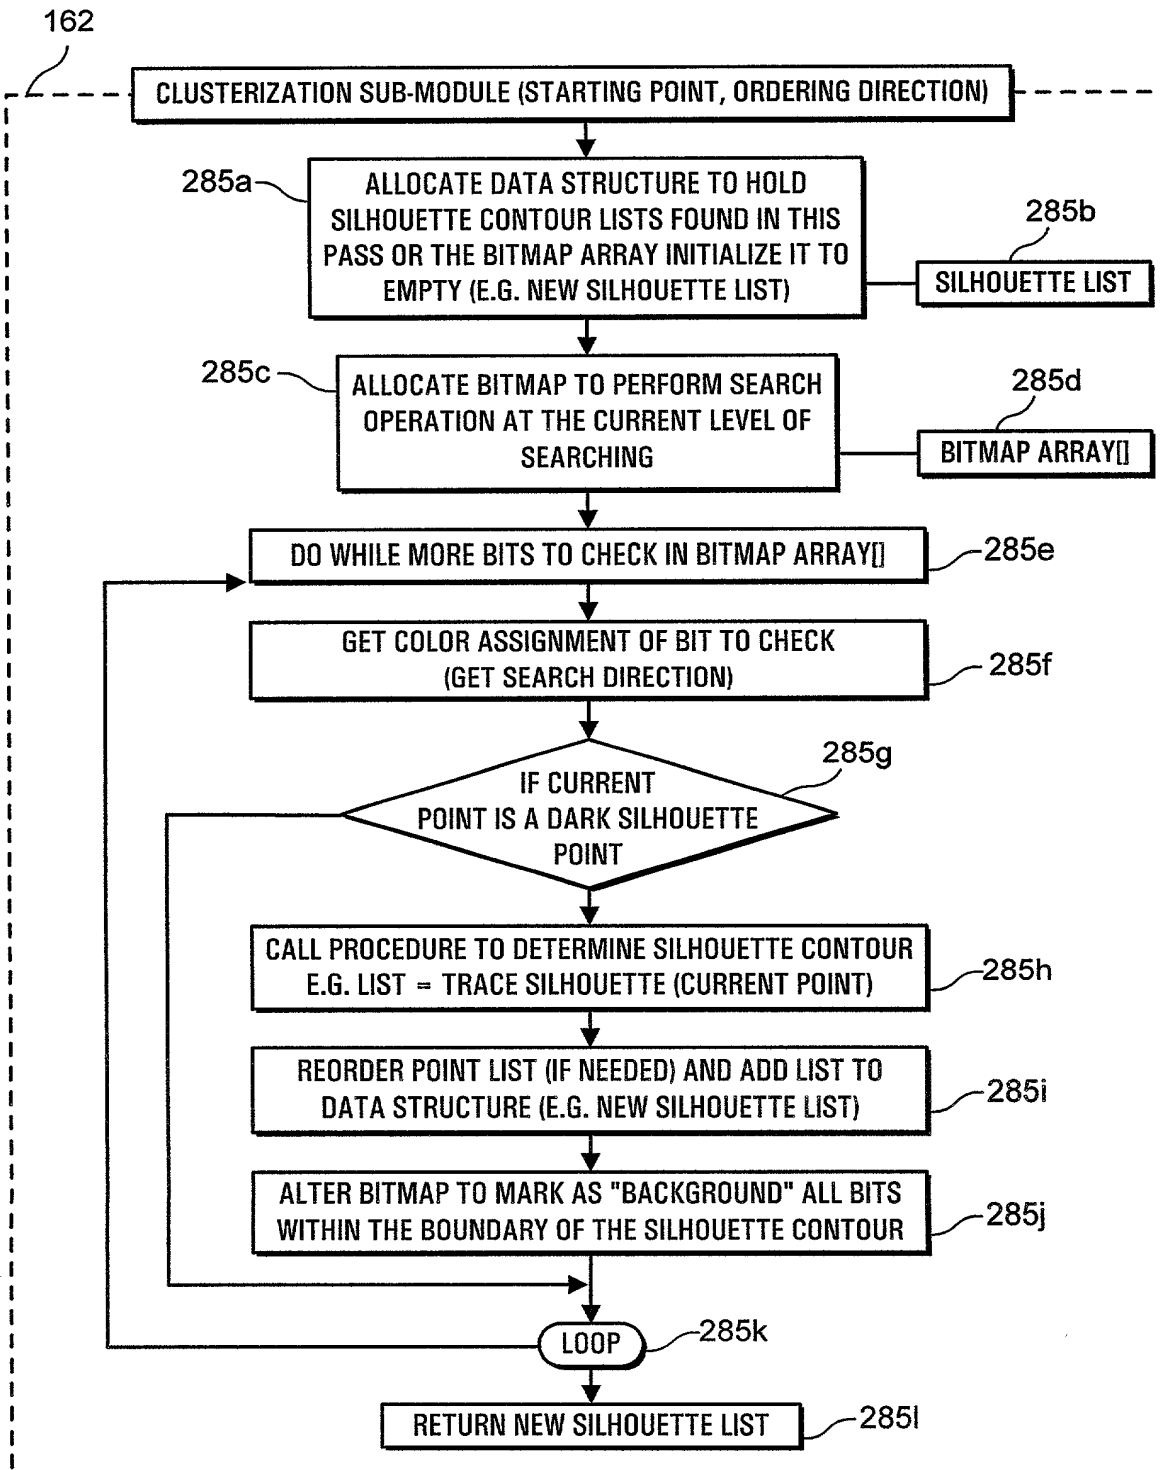 162
CLUSTERIZATION SUB-MODULE (STARTING POINT, ORDERING DIRECTION)
285a
ALLOCATE DATA STRUCTURE TO HOLD
SILHOUETTE CONTOUR LISTS FOUND IN THIS
PASS OR THE BITMAP ARRAY INITIALIZE IT TO
EMPTY (E.G. NEW SILHOUETTE LIST)
285b
SILHOUETTE LIST
285c
ALLOCATE BITMAP TO PERFORM SEARCH
OPERATION AT THE CURRENT LEVEL OF
SEARCHING
285d
BITMAP ARRAY[]
DO WHILE MORE BITS TO CHECK IN BITMAP ARRAY[]
285e
GET COLOR ASSIGNMENT OF BIT TO CHECK
(GET SEARCH DIRECTION)
285f
285g
IF CURRENT
POINT IS A DARK SILHOUETTE
POINT
CALL PROCEDURE TO DETERMINE SILHOUETTE CONTOUR
E.G. LIST = TRACE SILHOUETTE (CURRENT POINT)
285h
REORDER POINT LIST (IF NEEDED) AND ADD LIST TO
DATA STRUCTURE (E.G. NEW SILHOUETTE LIST)
285i
ALTER BITMAP TO MARK AS "BACKGROUND" ALL BITS
WITHIN THE BOUNDARY OF THE SILHOUETTE CONTOUR
285j
LOOP
285k
RETURN NEW SILHOUETTE LIST
285l